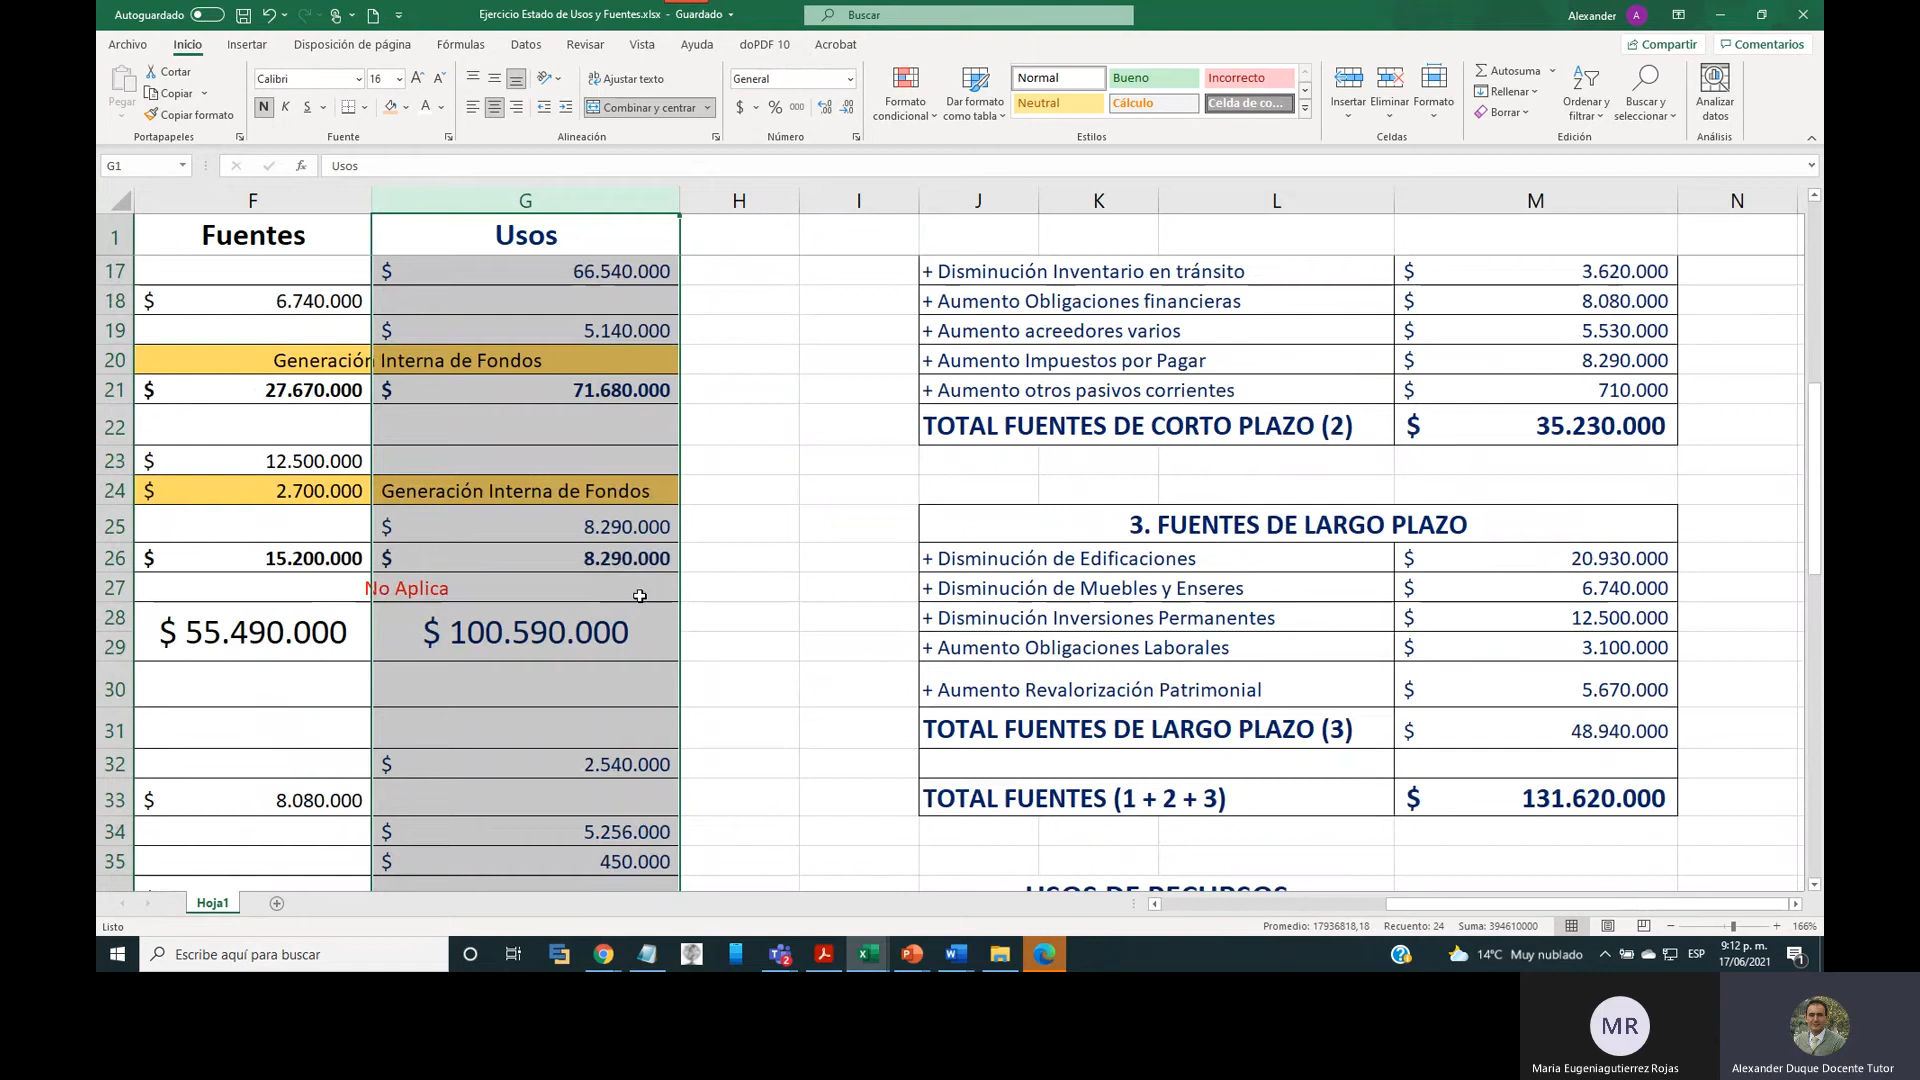 Autoguardado
Ejercicio Estado de Usos y Fuentes.xlsx - Guardado
Buscar
Alexander
A
Archivo Inicio Insertar Disposición de página Fórmulas Datos Revisar Vista Ayuda doPDF 10 Acrobat
Compartir Comentarios
Pegar
Cortar
Copiar
Copiar formato
Portapapeles
Calibri 16
N K S
Fuente
Ajustar texto
Combinar y centrar
Alineación
General
$ % 000
Número
Formato condicional
Dar formato como tabla
Normal Bueno Incorrecto
Neutral Cálculo Celda de co...
Estilos
Insertar Eliminar Formato
Celdas
Autosuma
Rellenar
Borrar
Ordenar y filtrar
Buscar y seleccionar
Edición
Analizar datos
Análisis
G1 fx Usos
F G H I J K L M N
1 Fuentes Usos
17 $ 66.540.000 + Disminución Inventario en tránsito $ 3.620.000
18 $ 6.740.000 + Aumento Obligaciones financieras $ 8.080.000
19 $ 5.140.000 + Aumento acreedores varios $ 5.530.000
20 Generación Interna de Fondos + Aumento Impuestos por Pagar $ 8.290.000
21 $ 27.670.000 $ 71.680.000 + Aumento otros pasivos corrientes $ 710.000
22 TOTAL FUENTES DE CORTO PLAZO (2) $ 35.230.000
23 $ 12.500.000
24 $ 2.700.000 Generación Interna de Fondos
25 $ 8.290.000 3. FUENTES DE LARGO PLAZO
26 $ 15.200.000 $ 8.290.000 + Disminución de Edificaciones $ 20.930.000
27 No Aplica + Disminución de Muebles y Enseres $ 6.740.000
28 $ 55.490.000 $ 100.590.000 + Disminución Inversiones Permanentes $ 12.500.000
29 + Aumento Obligaciones Laborales $ 3.100.000
30 + Aumento Revalorización Patrimonial $ 5.670.000
31 TOTAL FUENTES DE LARGO PLAZO (3) $ 48.940.000
32 $ 2.540.000
33 $ 8.080.000 TOTAL FUENTES (1 + 2 + 3) $ 131.620.000
34 $ 5.256.000
35 $ 450.000
USOS DE RECURSOS
Hoja1
Listo Promedio: 17936818,18 Recuento: 24 Suma: 394610000 166%
Escribe aquí para buscar
14°C Muy nublado
ESP
9:12 p. m.
17/06/2021
MR
Maria Eugeniagutierrez Rojas
Alexander Duque Docente Tutor